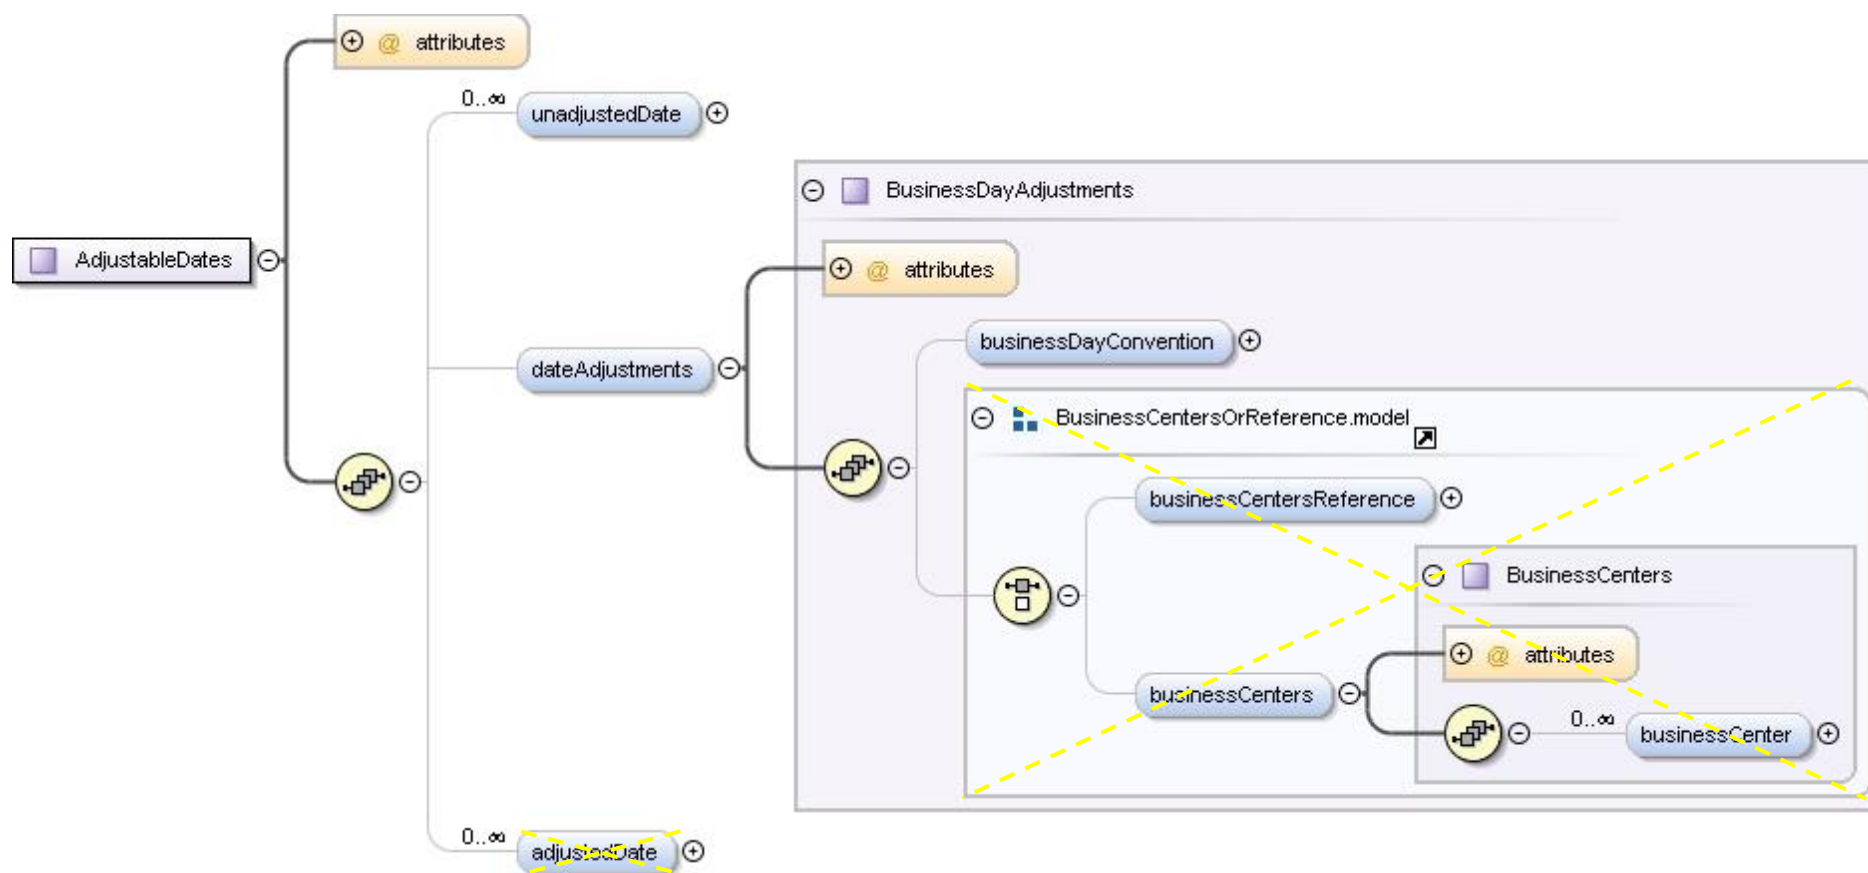 @ attributes
0..∞
unadjustedDate
BusinessDayAdjustments
AdjustableDates
@ attributes
businessDayConvention
dateAdjustments
BusinessCentersOrReference.model
businessCentersReference
BusinessCenters
@ attributes
businessCenters
0..∞
businessCenter
0..∞
adjustedDate